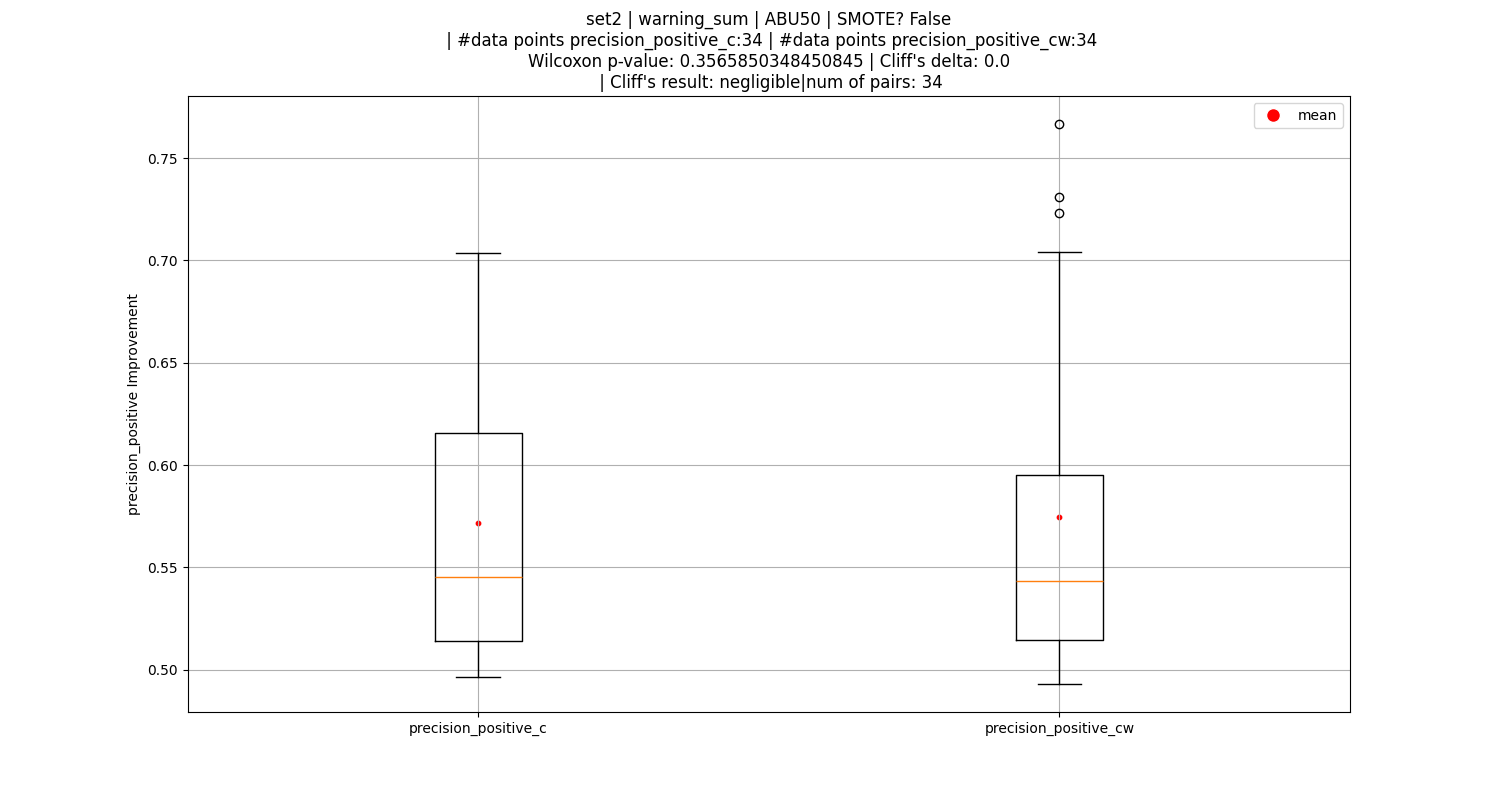 set2 | warning_sum | ABU50 | SMOTE? False
| #data points precision_positive_c:34 | #data points precision_positive_cw:34
Wilcoxon p-value: 0.3565850348450845 | Cliff's delta: 0.0
| Cliff's result: negligible|num of pairs: 34
mean
0.75
0.70
0.65
0.60
0.55
0.50
precision_positive Improvement
precision_positive_c
precision_positive_cw